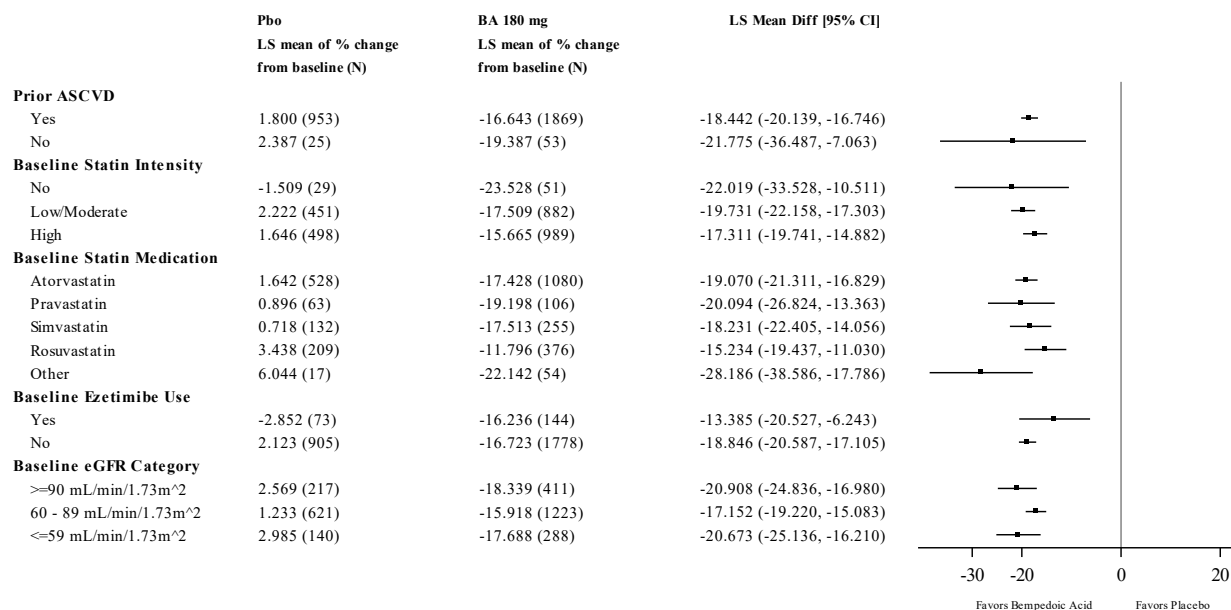 Pbo BA 180 mg LS Mean Diff [95% CI]
LS mean of % change LS mean of % change
from baseline (N) from baseline (N)
Prior ASCVD
Yes 1.800 (953) -16.643 (1869) -18.442 (-20.139, -16.746)
No 2.387 (25) -19.387 (53) -21.775 (-36.487, -7.063)
Baseline Statin Intensity
No -1.509 (29) -23.528 (51) -22.019 (-33.528, -10.511)
Low/Moderate 2.222 (451) -17.509 (882) -19.731 (-22.158, -17.303)
High 1.646 (498) -15.665 (989) -17.311 (-19.741, -14.882)
Baseline Statin Medication
Atorvastatin 1.642 (528) -17.428 (1080) -19.070 (-21.311, -16.829)
Pravastatin 0.896 (63) -19.198 (106) -20.094 (-26.824, -13.363)
Simvastatin 0.718 (132) -17.513 (255) -18.231 (-22.405, -14.056)
Rosuvastatin 3.438 (209) -11.796 (376) -15.234 (-19.437, -11.030)
Other 6.044 (17) -22.142 (54) -28.186 (-38.586, -17.786)
Baseline Ezetimibe Use
Yes -2.852 (73) -16.236 (144) -13.385 (-20.527, -6.243)
No 2.123 (905) -16.723 (1778) -18.846 (-20.587, -17.105)
Baseline eGFR Category
>=90 mL/min/1.73m^2 2.569 (217) -18.339 (411) -20.908 (-24.836, -16.980)
60 - 89 mL/min/1.73m^2 1.233 (621) -15.918 (1223) -17.152 (-19.220, -15.083)
<=59 mL/min/1.73m^2 2.985 (140) -17.688 (288) -20.673 (-25.136, -16.210)
-30 -20 0 20
Favors Bempedoic Acid Favors Placebo